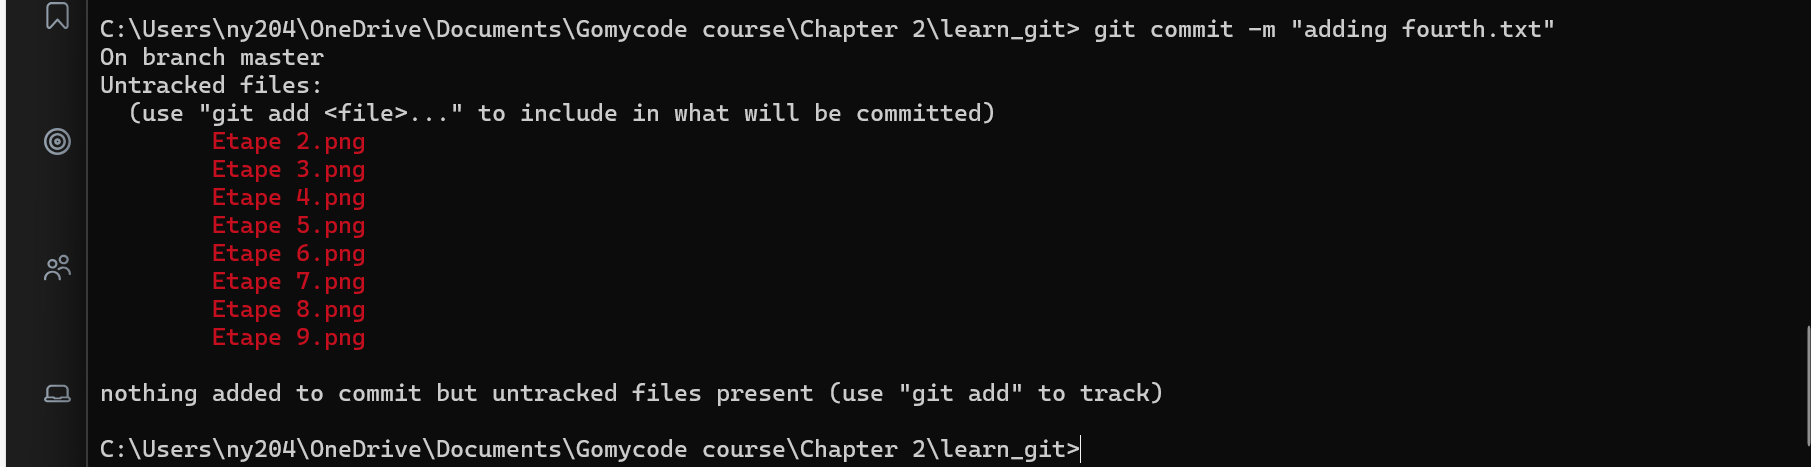 C:\Users\ny204\OneDrive\Documents\Gomycode course\Chapter 2\learn_git> git commit -m "adding fourth.txt"
On branch master
Untracked files:
  (use "git add <file>..." to include in what will be committed)
        Etape 2.png
        Etape 3.png
        Etape 4.png
        Etape 5.png
        Etape 6.png
        Etape 7.png
        Etape 8.png
        Etape 9.png
nothing added to commit but untracked files present (use "git add" to track)
C:\Users\ny204\OneDrive\Documents\Gomycode course\Chapter 2\learn_git>